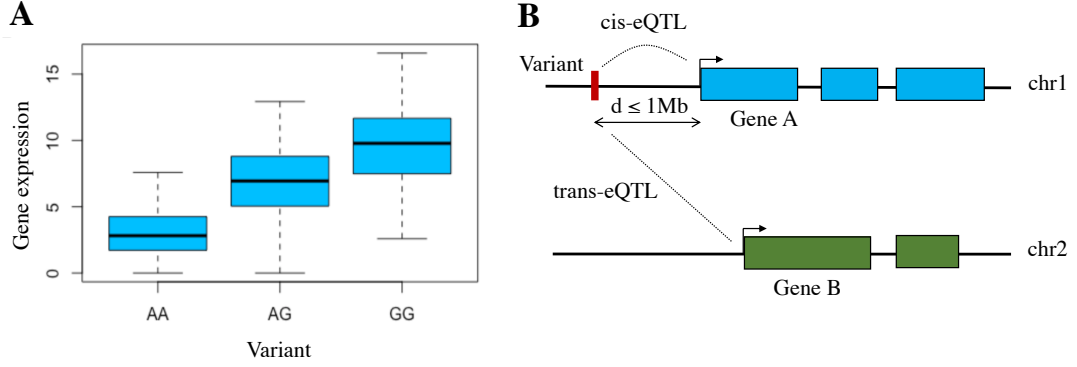 A
Gene expression
15
10
5
0
AA AG GG
Variant
B
cis-eQTL
Variant
chr1
d ≤ 1Mb
Gene A
trans-eQTL
chr2
Gene B